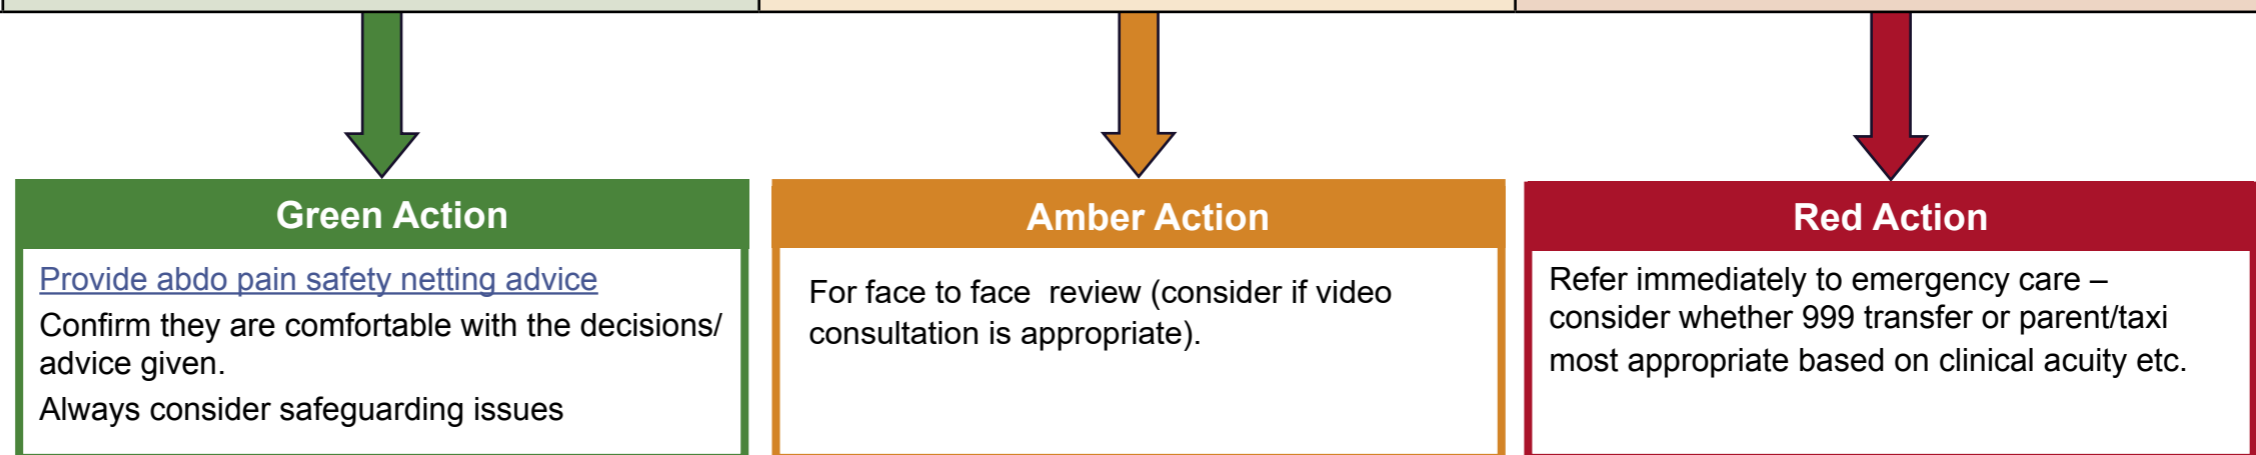 Green Action
Provide abdo pain safety netting advice
Confirm they are comfortable with the decisions/
advice given.
Always consider safeguarding issues
Amber Action
For face to face  review (consider if video
consultation is appropriate).
Red Action
Refer immediately to emergency care –
consider whether 999 transfer or parent/taxi
most appropriate based on clinical acuity etc.